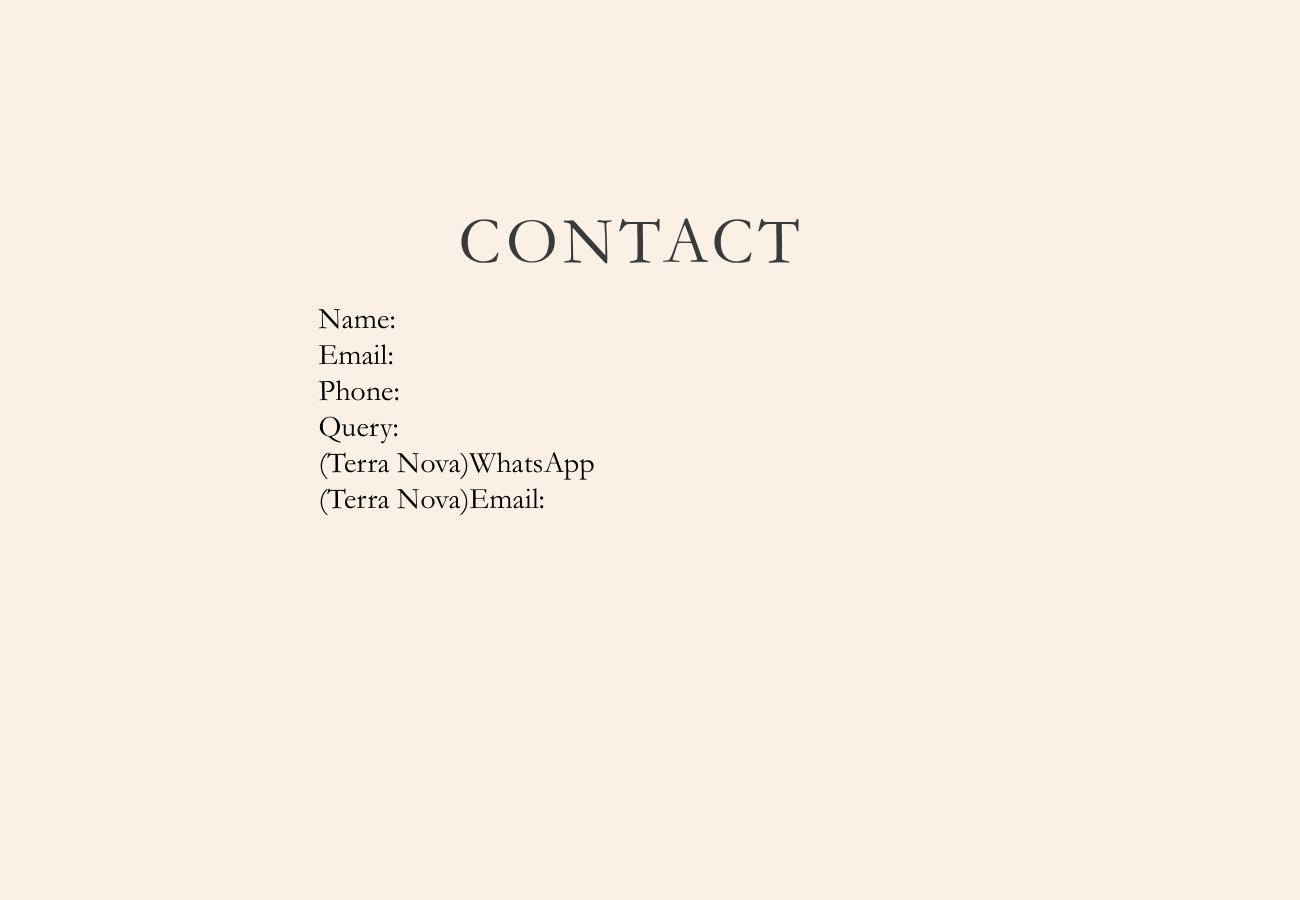 CONTACT
Name:
Email:
Phone:
Query:
(Terra Nova)WhatsApp
(Terra Nova)Email: